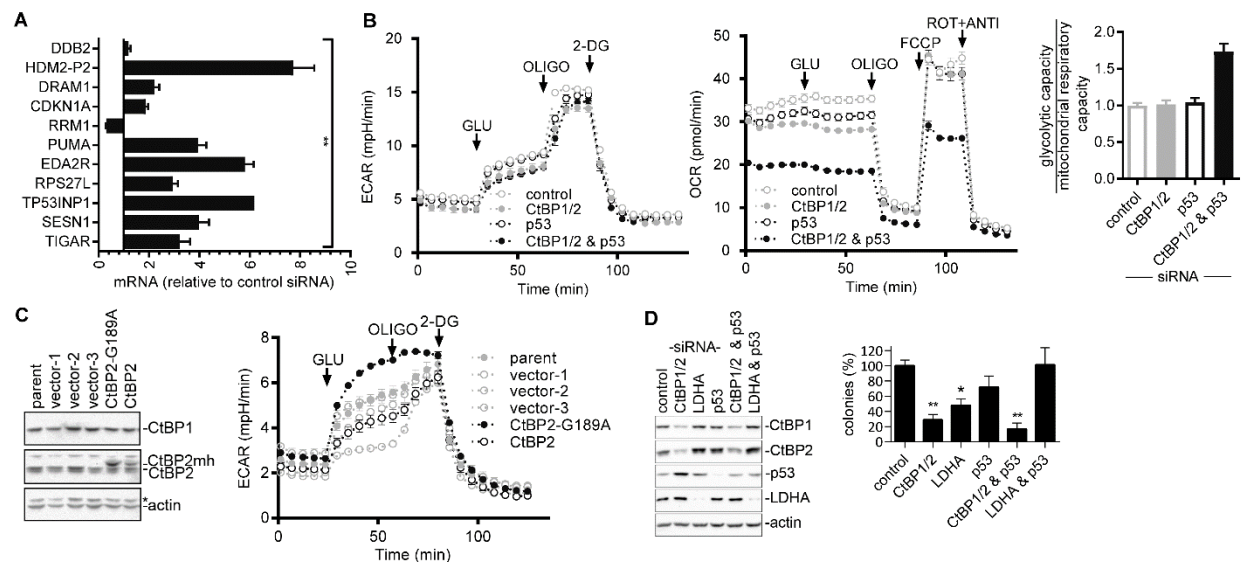 A
DDB2
HDM2-P2
DRAM1
CDKN1A
RRM1
PUMA
EDA2R
RPS27L
TP53INP1
SESN1
TIGAR
**
0 2 4 6 8 10
mRNA (relative to control siRNA)
B
20
15
10
5
0
ECAR (mpH/min)
GLU
OLIGO
2-DG
control
CtBP1/2
p53
CtBP1/2 & p53
0 50 100
Time (min)
60
50
40
30
20
10
0
OCR (pmol/min)
GLU
OLIGO
FCCP
ROT+ANTI
control
CtBP1/2
p53
CtBP1/2 & p53
0 50 100
Time (min)
glycolytic capacity
mitochondrial respiratory
capacity
2.0
1.5
1.0
0.5
0.0
control
CtBP1/2
p53
CtBP1/2 & p53
siRNA
C
parent
vector-1
vector-2
vector-3
CtBP2-G189A
CtBP2
-CtBP1
-CtBP2mh
-CtBP2
*
-actin
8
6
4
2
0
ECAR (mpH/min)
GLU
OLIGO
2-DG
parent
vector-1
vector-2
vector-3
CtBP2-G189A
CtBP2
0 50 100
Time (min)
D
-siRNA-
control
CtBP1/2
LDHA
p53
CtBP1/2 & p53
LDHA & p53
-CtBP1
-CtBP2
-p53
-LDHA
-actin
colonies (%)
120
100
80
60
40
20
0
**
*
**
control
CtBP1/2
LDHA
p53
CtBP1/2 & p53
LDHA & p53